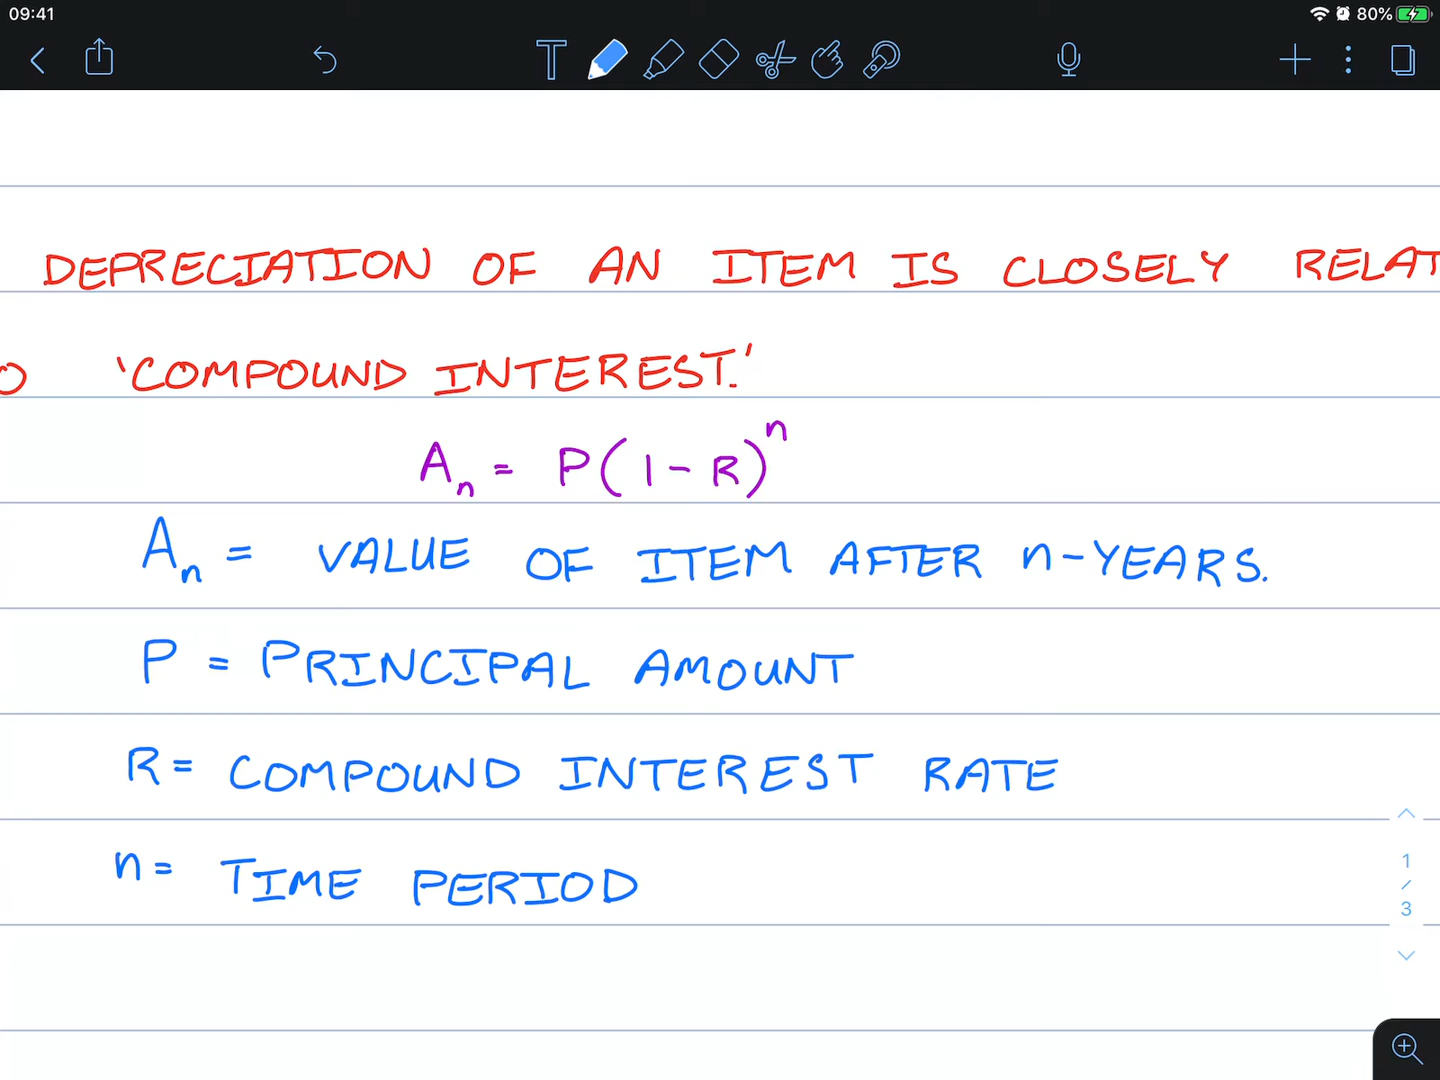 09:41
80%
DEPRECIATION OF AN ITEM IS CLOSELY RELAT
O 'COMPOUND INTEREST.'
Aₙ = P(1-R)ⁿ
Aₙ = VALUE OF ITEM AFTER n-YEARS.
P = PRINCIPAL AMOUNT
R= COMPOUND INTEREST RATE
n= TIME PERIOD
1
/
3